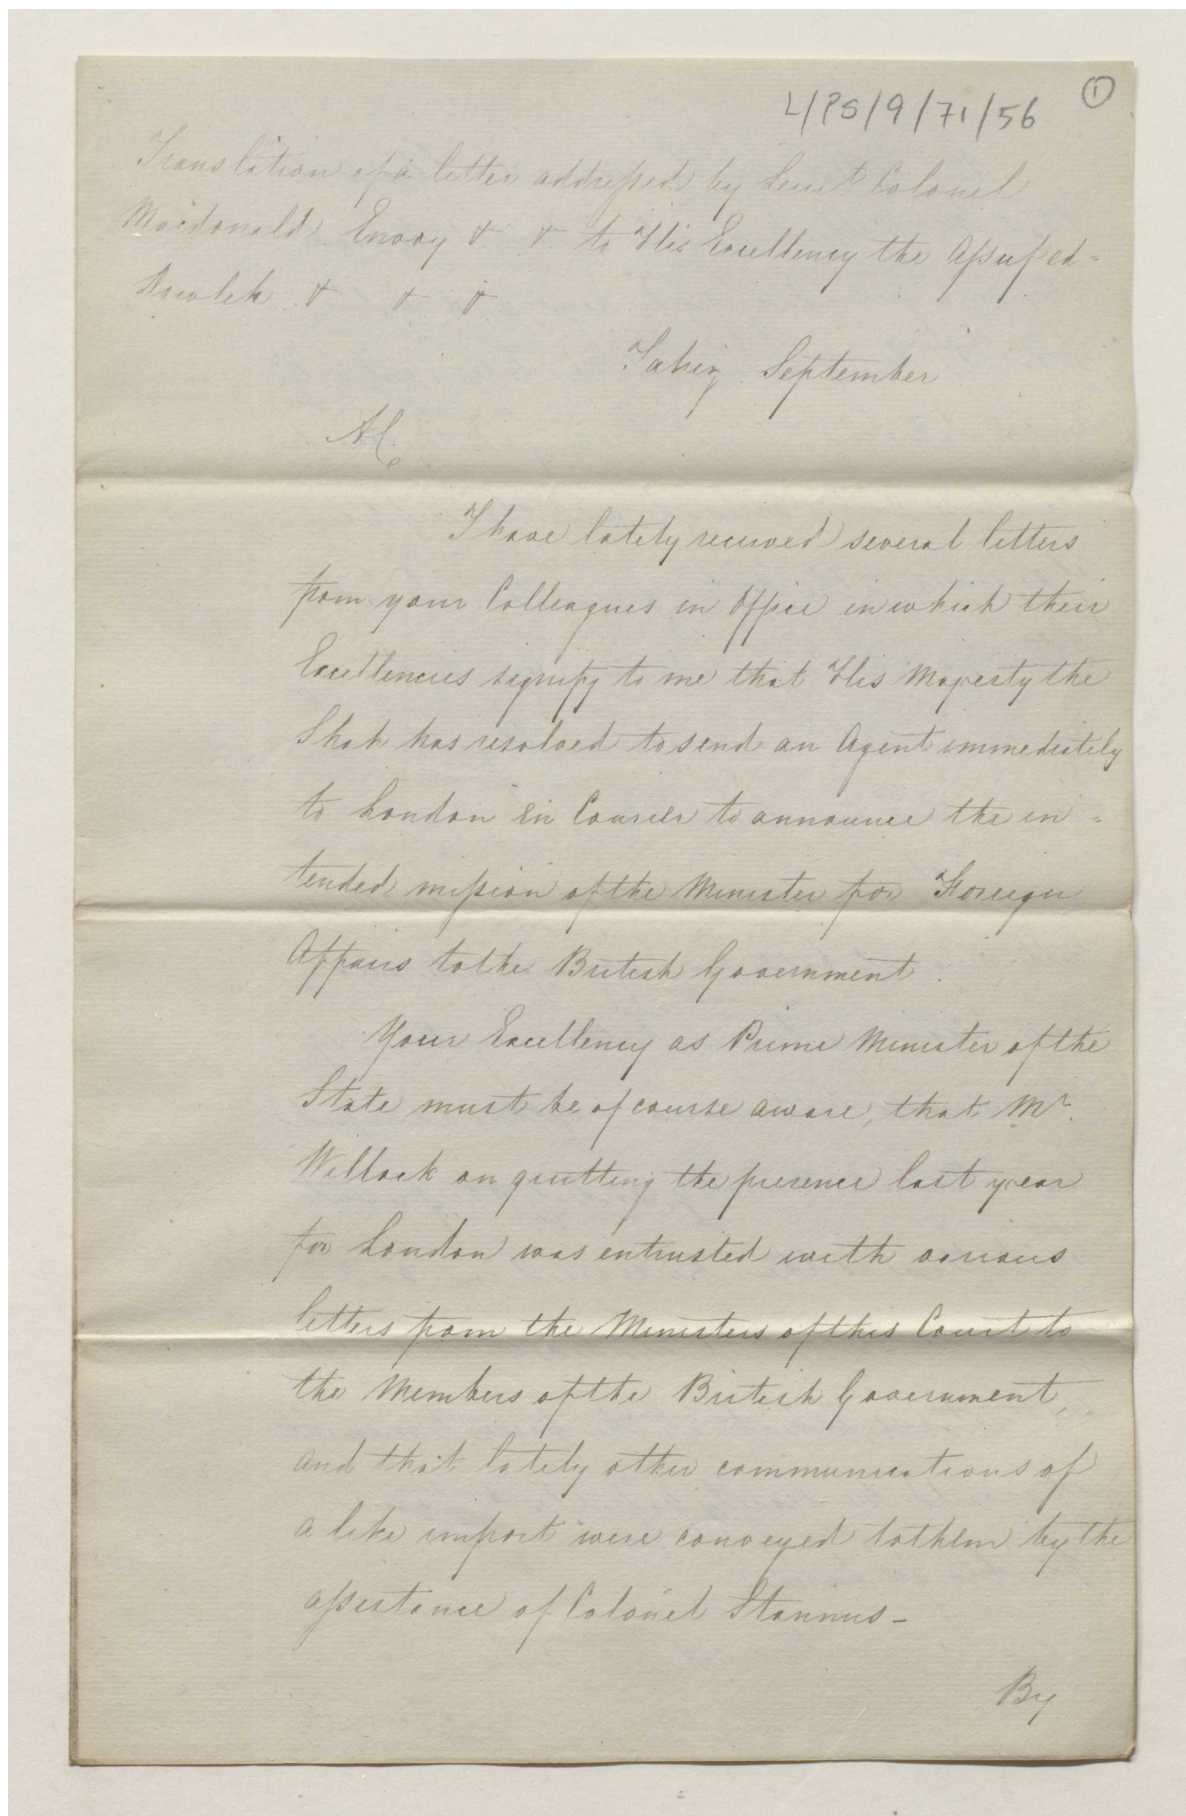 L/PS/9/71/56
1
Translation of a letter addressed by Lieut Colonel
Macdonald Envoy & & to His Excellency the Assuf ed=
Dowleh & & &
September
A.C.
I have lately received several letters
from your Colleagues in Office in which their
Excellencies signify to me that His Majesty the
Shah has resolved to send an Agent immediately
to London en Courier to announce the in=
tended mission of the Minister for Foreign
Affairs to the British Government.
Your Excellency as Prime Minister of the
State must be of course aware, that Mr.
Willock on quitting the presence last year
for London was entrusted with various
letters from the Ministers of this Court to
the Members of the British Government,
and that lately other communications of
a like import were conveyed to them by the
assistance of Colonel Stannus-
By